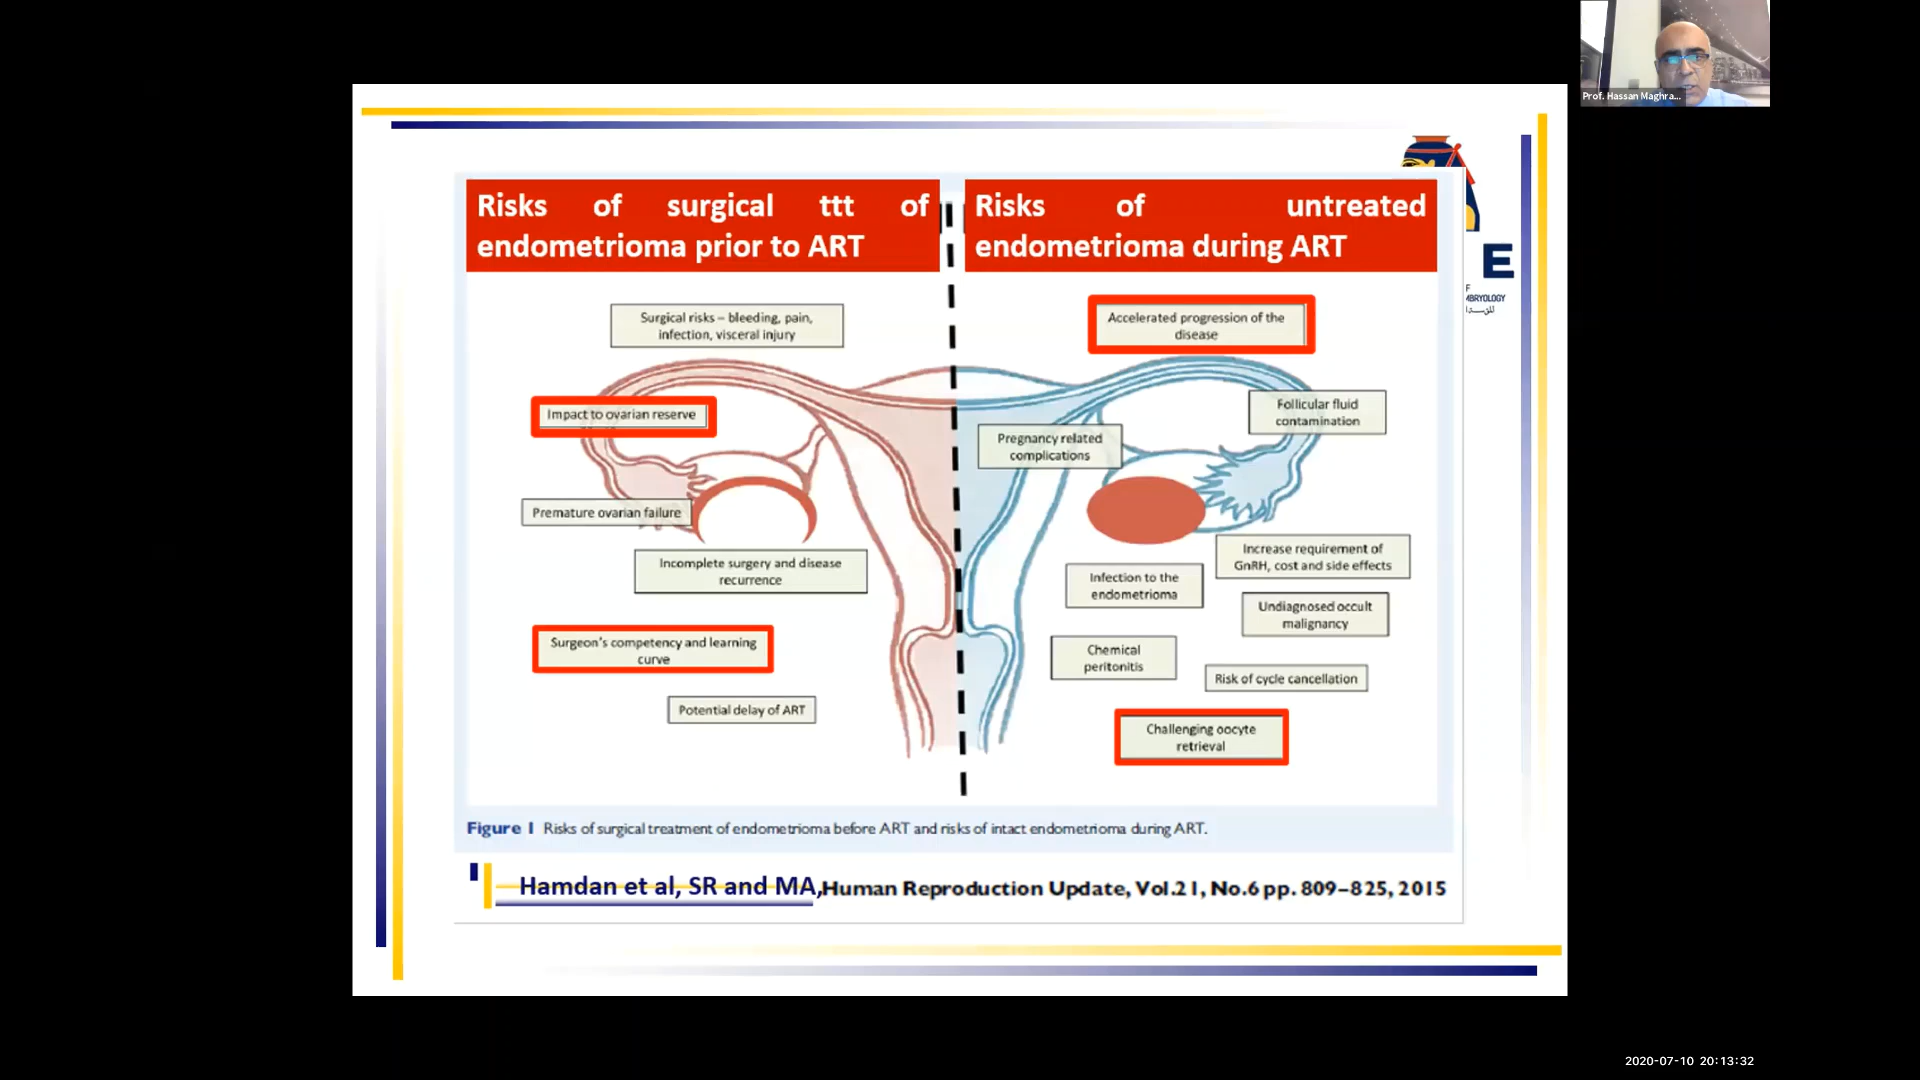 Prof. Hassan Maghra...
Risks of surgical ttt of
endometrioma prior to ART
Risks of untreated
endometrioma during ART
E
F
MBRYOLOGY
Surgical risks – bleeding, pain,
infection, visceral injury
Impact to ovarian reserve
Premature ovarian failure
Incomplete surgery and disease
recurrence
Surgeon's competency and learning
curve
Potential delay of ART
Accelerated progression of the
disease
Follicular fluid
contamination
Pregnancy related
complications
Increase requirement of
GnRH, cost and side effects
Infection to the
endometrioma
Undiagnosed occult
malignancy
Chemical
peritonitis
Risk of cycle cancellation
Challenging oocyte
retrieval
Figure 1 Risks of surgical treatment of endometrioma before ART and risks of intact endometrioma during ART.
Hamdan et al, SR and MA, Human Reproduction Update, Vol.21, No.6 pp. 809–825, 2015
2020-07-10 20:13:32